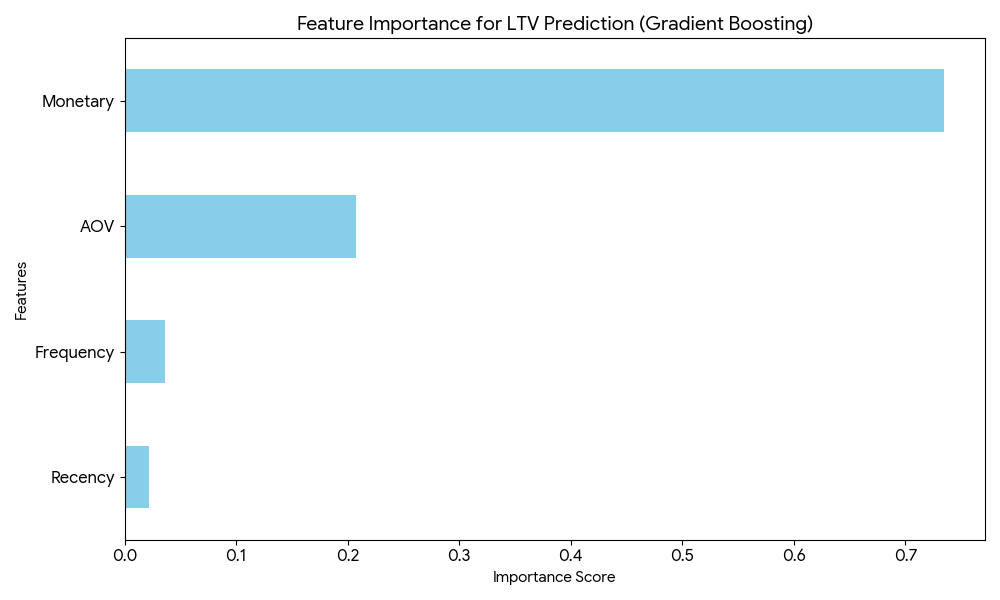 Feature Importance for LTV Prediction (Gradient Boosting)
Monetary
AOV
Frequency
Recency
Features
0.0 0.1 0.2 0.3 0.4 0.5 0.6 0.7
Importance Score